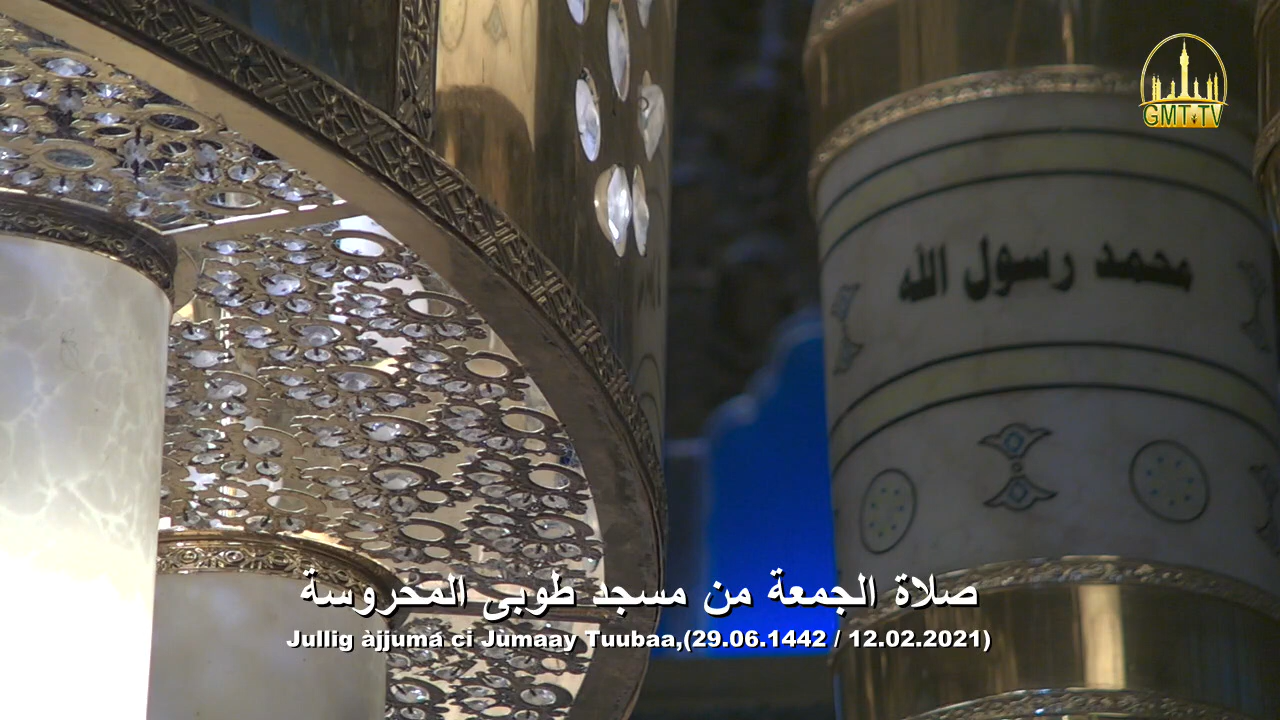 GMT TV
محمد رسول الله
صلاة الجمعة من مسجد طوبى المحروسة
Jullig àjjumá ci Jumaay Tuubaa,(29.06.1442 / 12.02.2021)